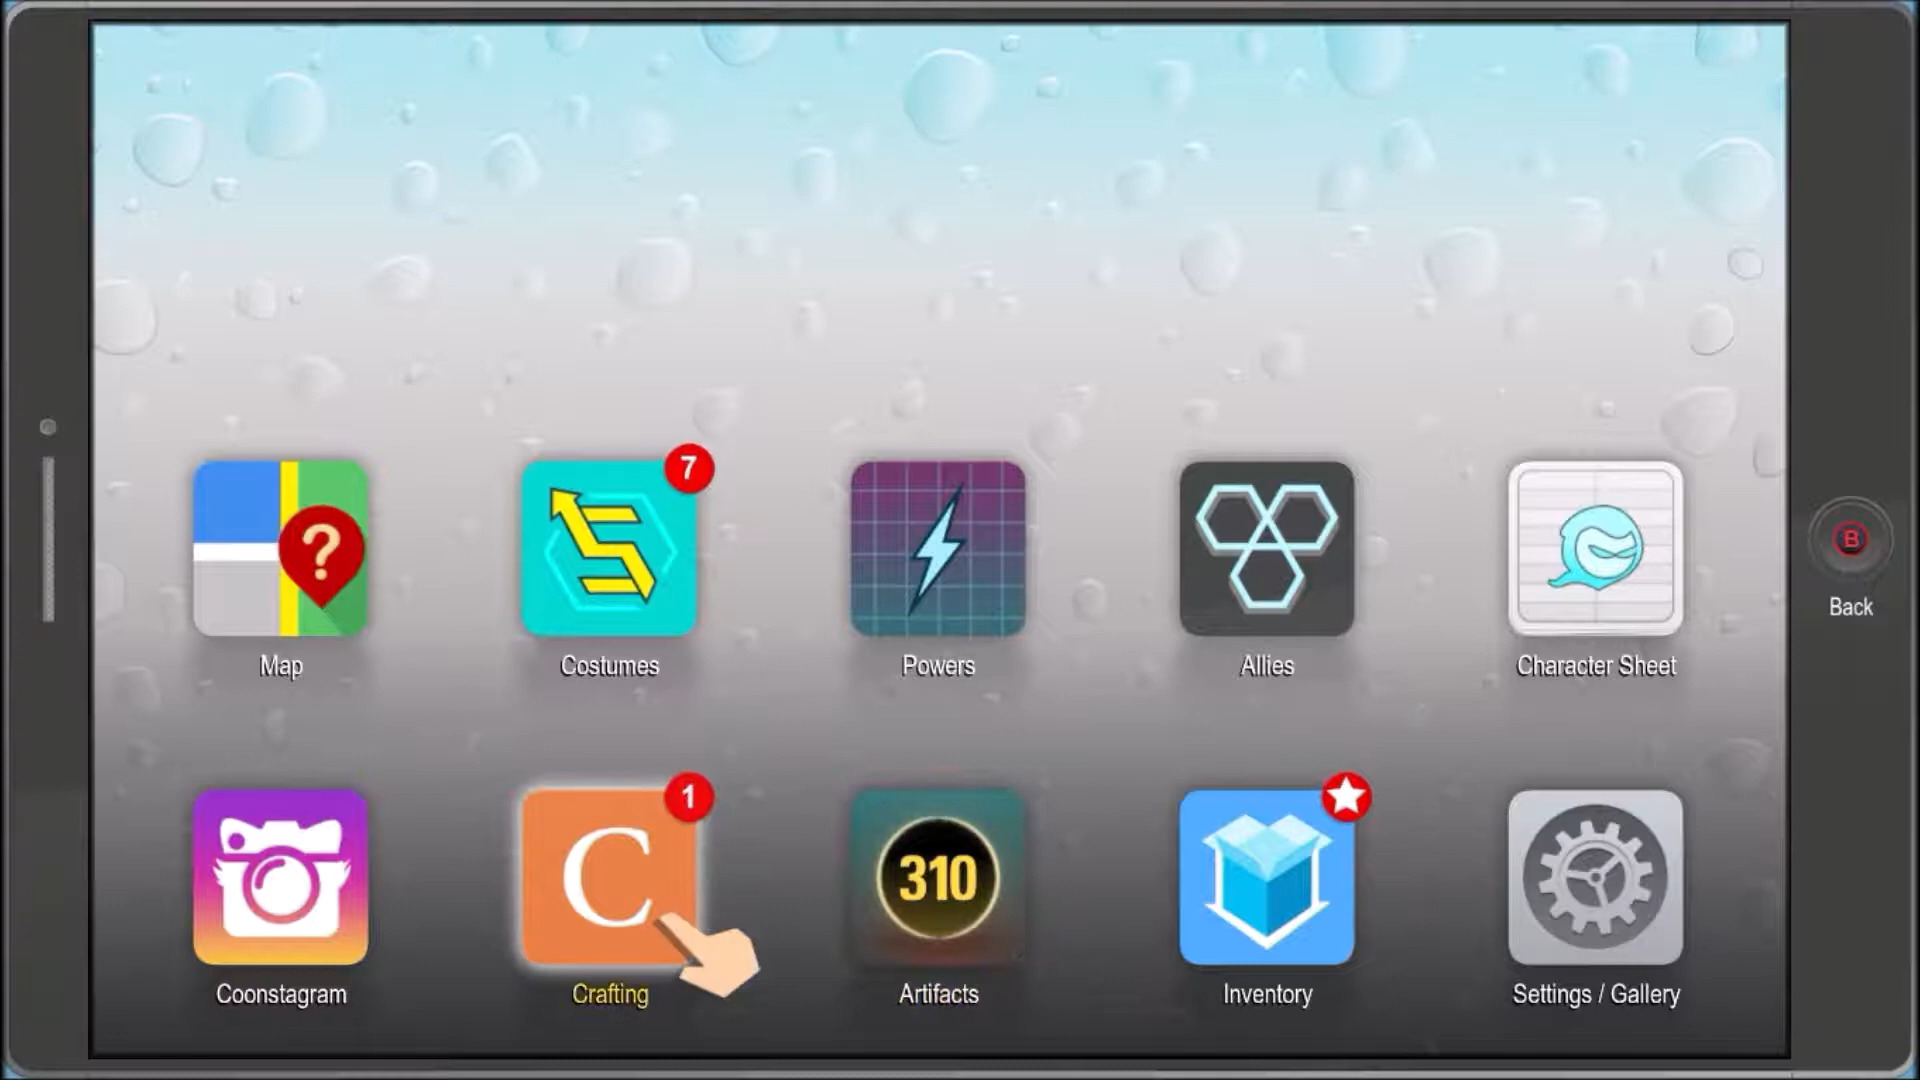 7
?
Map
Costumes
Powers
Allies
Character Sheet
B
Back
1
C
310
Coonstagram
Crafting
Artifacts
Inventory
Settings / Gallery